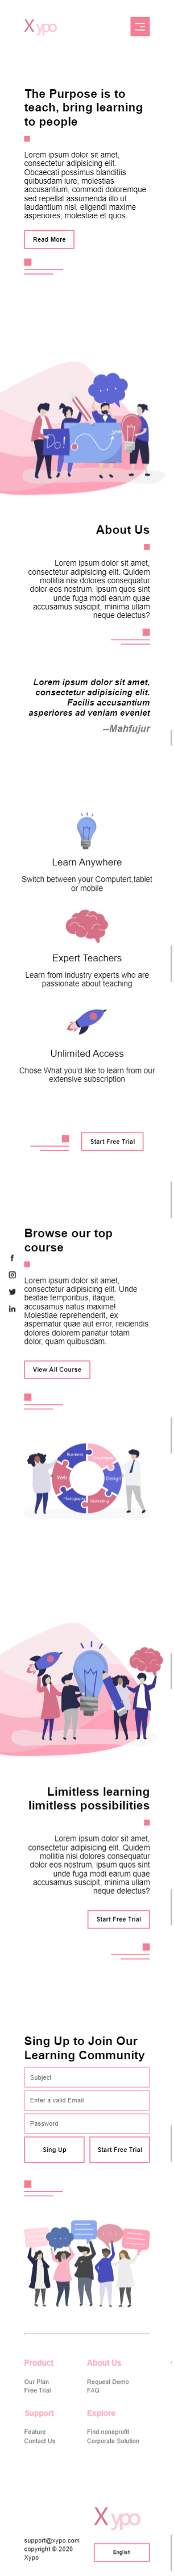 Xypo
The Purpose is to
teach, bring learning
to people
Lorem ipsum dolor sit amet,
consectetur adipisicing elit.
Obcaecati possimus blanditiis
quibusdam iure, molestias
accusantium, commodi doloremque
sed repellat assumenda illo ut
laudantium nisi, eligendi maxime
asperiores, molestiae et quos.
Read More
Do!
About Us
Lorem ipsum dolor sit amet,
consectetur adipisicing elit. Quidem
mollitia nisi dolores consequatur
dolor eos nostrum, ipsum quos sint
unde fuga modi earum quae
accusamus suscipit, minima ullam
neque delectus?
Lorem ipsum dolor sit amet,
consectetur adipisicing elit.
Facilis accusantium
asperiores ad veniam eveniet
--Mahfujur
Learn Anywhere
Switch between your Computer,tablet
or mobile
Expert Teachers
Learn from industry experts who are
passionate about teaching
Unlimited Access
Chose What you'd like to learn from our
extensive subscription
Start Free Trial
Browse our top
course
Lorem ipsum dolor sit amet,
consectetur adipisicing elit. Unde
beatae temporibus, itaque,
accusamus natus maxime!
Molestiae reprehenderit, ex
aspernatur quae aut error, reiciendis
dolores dolorem pariatur totam
dolor, quam quibusdam.
View All Course
Business
Web
Design
Photograph
Marketing
Limitless learning
limitless possibilities
Lorem ipsum dolor sit amet,
consectetur adipisicing elit. Quidem
mollitia nisi dolores consequatur
dolor eos nostrum, ipsum quos sint
unde fuga modi earum quae
accusamus suscipit, minima ullam
neque delectus?
Start Free Trial
Sing Up to Join Our
Learning Community
Subject
Enter a valid Email
Password
Sing Up
Start Free Trial
Product
About Us
Our Plan
Request Demo
Free Trial
FAQ
Support
Explore
Feature
Find noneprofit
Contact Us
Corporate Solution
Xypo
support@xypo.com
copyright © 2020
Xypo
English